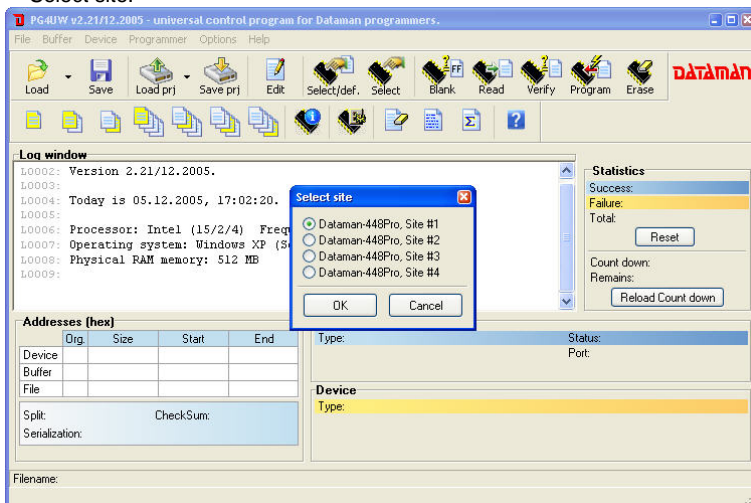 Select site.
PG4UW v2.21/12.2005 - universal control program for Dataman programmers.
File Buffer Device Programmer Options Help
Load Save Load prj Save prj Edit Select/def. Select Blank Read Verify Program Erase DATAMAN
Log window
L0002: Version 2.21/12.2005.
L0003:
L0004: Today is 05.12.2005, 17:02:20.
L0005:
L0006: Processor: Intel (15/2/4) Freq
L0007: Operating system: Windows XP (Se
L0008: Physical RAM memory: 512 MB
L0009:
Select site
Dataman-448Pro, Site #1
Dataman-448Pro, Site #2
Dataman-448Pro, Site #3
Dataman-448Pro, Site #4
OK Cancel
Statistics
Success:
Failure:
Total:
Reset
Count down:
Remains:
Reload Count down
Addresses (hex)
Org. Size Start End
Device
Buffer
File
Split: CheckSum:
Serialization:
Type: Status:
Port:
Device
Type:
Filename: